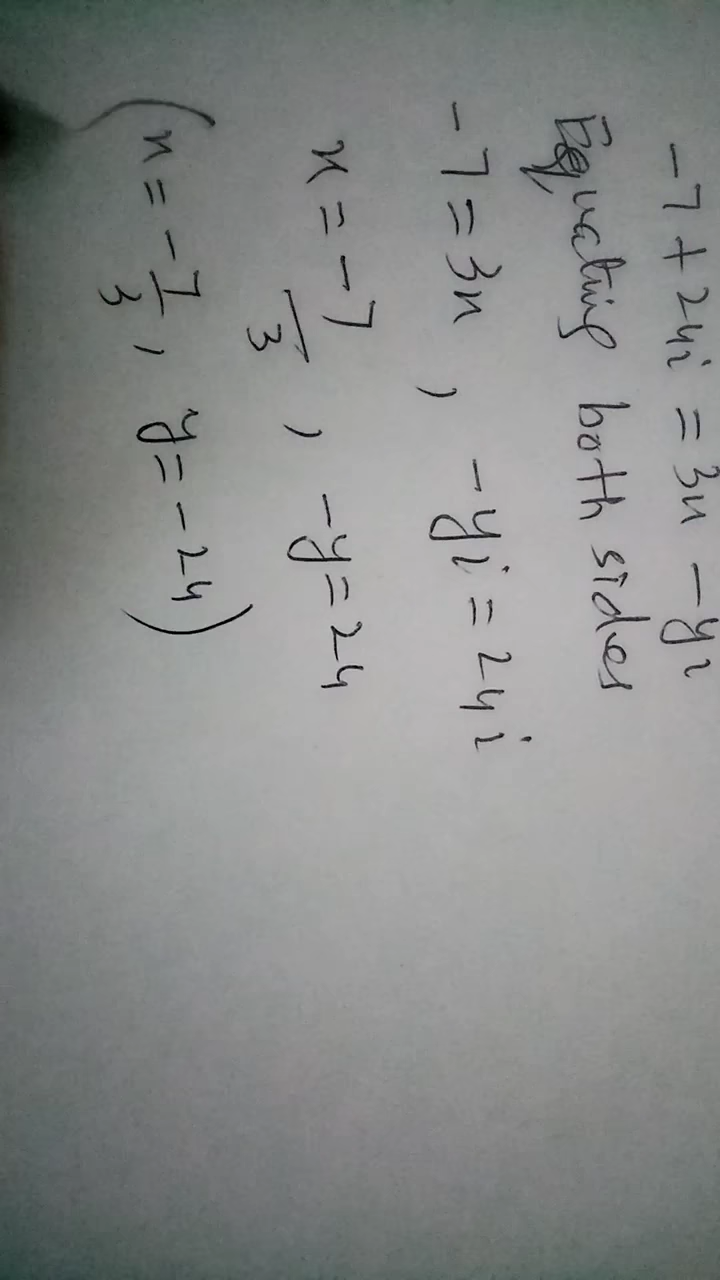 -7 + 24i = 3x - yi
Equating both sides
-7 = 3x , -yi = 24i
x = -7/3 , -y = 24
(x = -7/3 , y = -24)